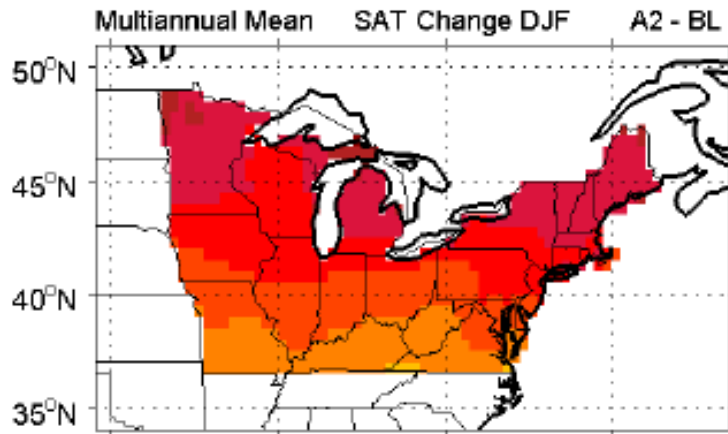 Multiannual Mean SAT Change DJF A2 - BL
50°N
45°N
40°N
35°N